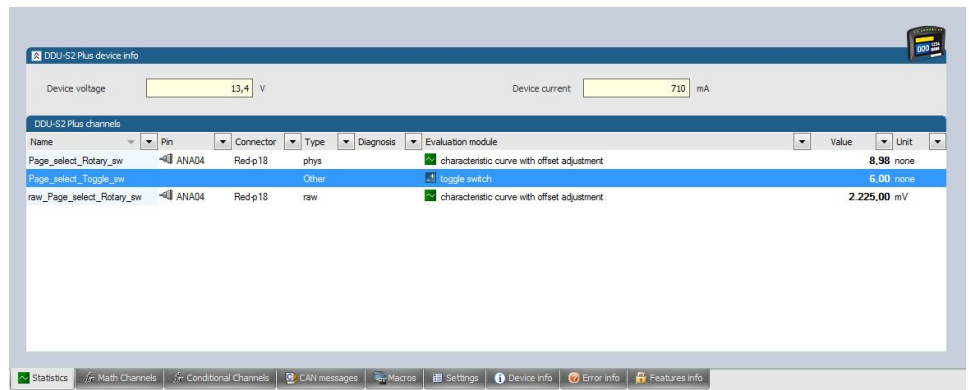 DDU-S2 Plus device info
Device voltage 13,4 V Device current 710 mA
DDU-S2 Plus channels
Name Pin Connector Type Diagnosis Evaluation module Value Unit
Page_select_Rotary_sw ANA04 Red-p18 phys characteristic curve with offset adjustment 8,98 none
Page_select_Toggle_sw Other toggle switch 6,00 none
raw_Page_select_Rotary_sw ANA04 Red-p18 raw characteristic curve with offset adjustment 2.225,00 mV
Statistics Math Channels Conditional Channels CAN messages Macros Settings Device info Error info Features info